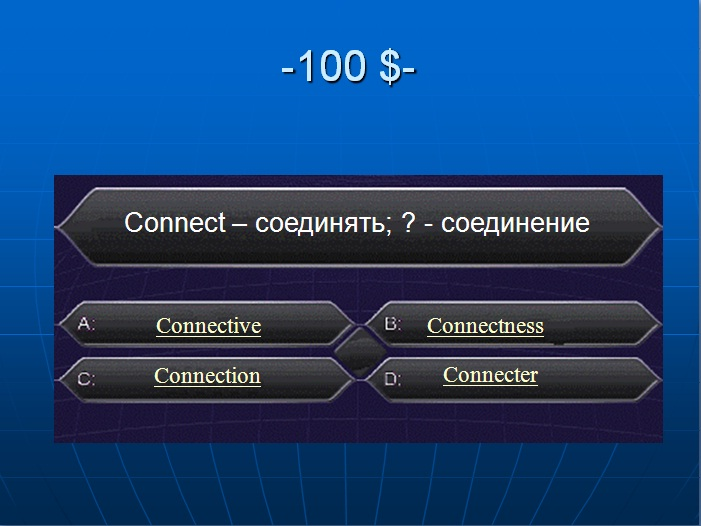 -100 $-
Connect – соединять; ? - соединение
A: Connective
B: Connectness
C: Connection
D: Connecter